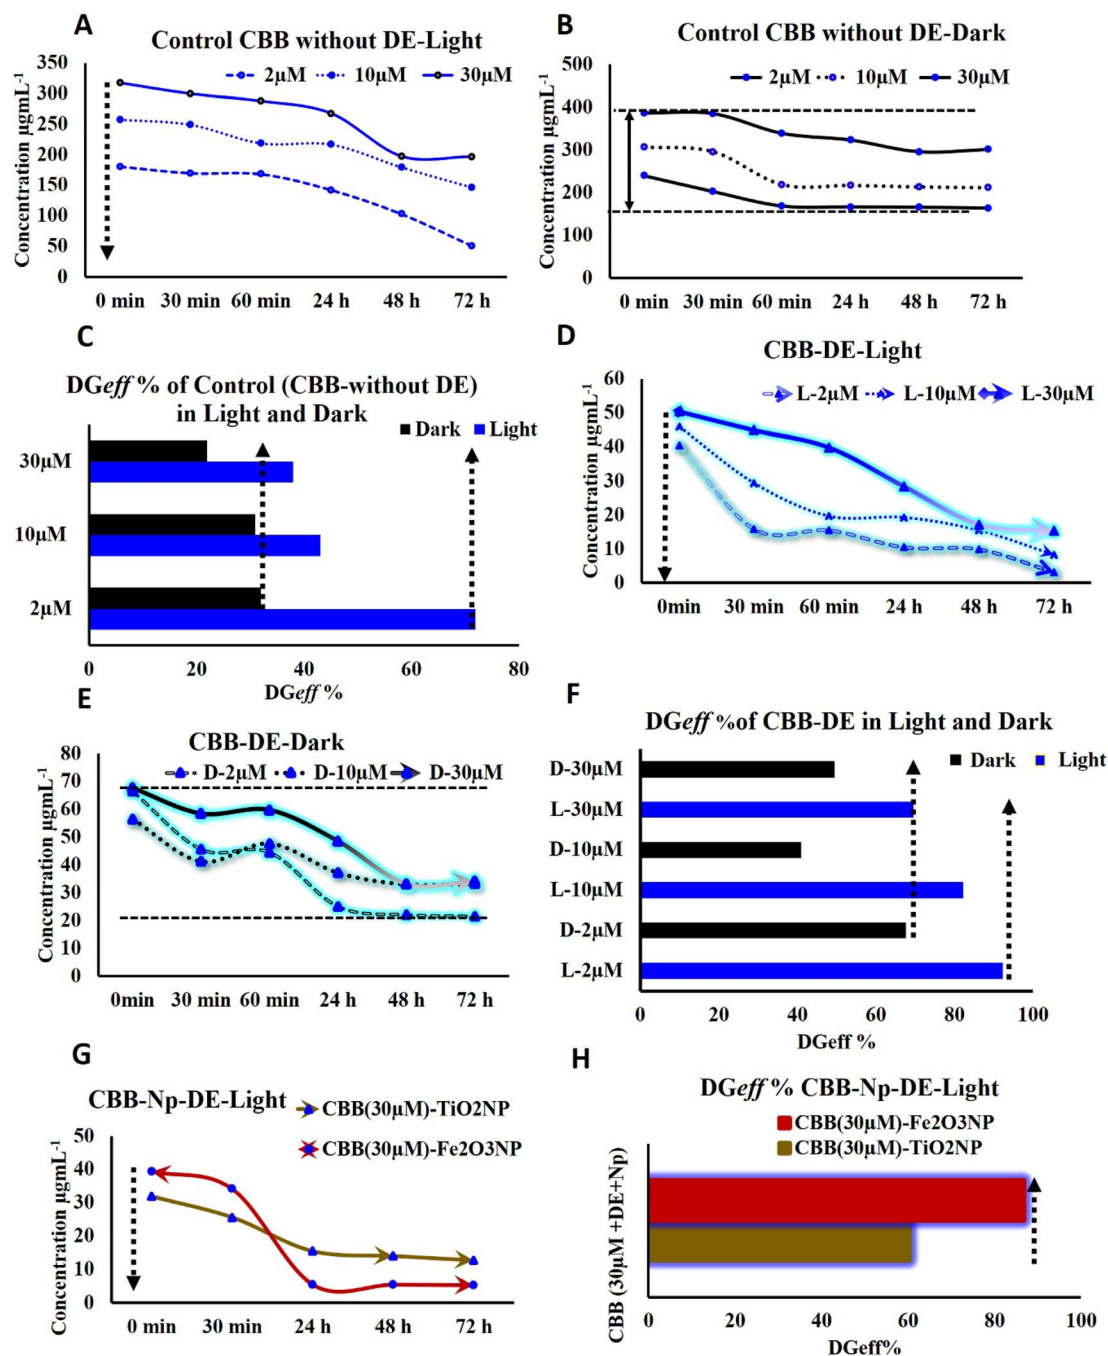 A
Control CBB without DE-Light
Concentration µgmL-1
350
300
250
200
150
100
50
0
2µM 10µM 30µM
0 min 30 min 60 min 24 h 48 h 72 h
B
Control CBB without DE-Dark
Concentration µgmL-1
500
400
300
200
100
0
2µM 10µM 30µM
0 min 30 min 60 min 24 h 48 h 72 h
C
DGeff % of Control (CBB-without DE)
in Light and Dark
Dark Light
30µM
10µM
2µM
0 20 40 60 80
DGeff %
D
CBB-DE-Light
Concentration µgmL-1
60
50
40
30
20
10
0
L-2µM L-10µM L-30µM
0min 30 min 60 min 24 h 48 h 72 h
E
CBB-DE-Dark
Concentration µgmL-1
80
70
60
50
40
30
20
10
0
D-2µM D-10µM D-30µM
0min 30 min 60 min 24 h 48 h 72 h
F
DGeff %of CBB-DE in Light and Dark
Dark Light
D-30µM
L-30µM
D-10µM
L-10µM
D-2µM
L-2µM
0 20 40 60 80 100
DGeff %
G
CBB-Np-DE-Light
CBB(30µM)-TiO2NP
CBB(30µM)-Fe2O3NP
Concentration µgmL-1
50
40
30
20
10
0
0 min 30 min 24 h 48 h 72 h
H
DGeff % CBB-Np-DE-Light
CBB(30µM)-Fe2O3NP
CBB(30µM)-TiO2NP
CBB (30µM +DE+Np)
0 20 40 60 80 100
DGeff%